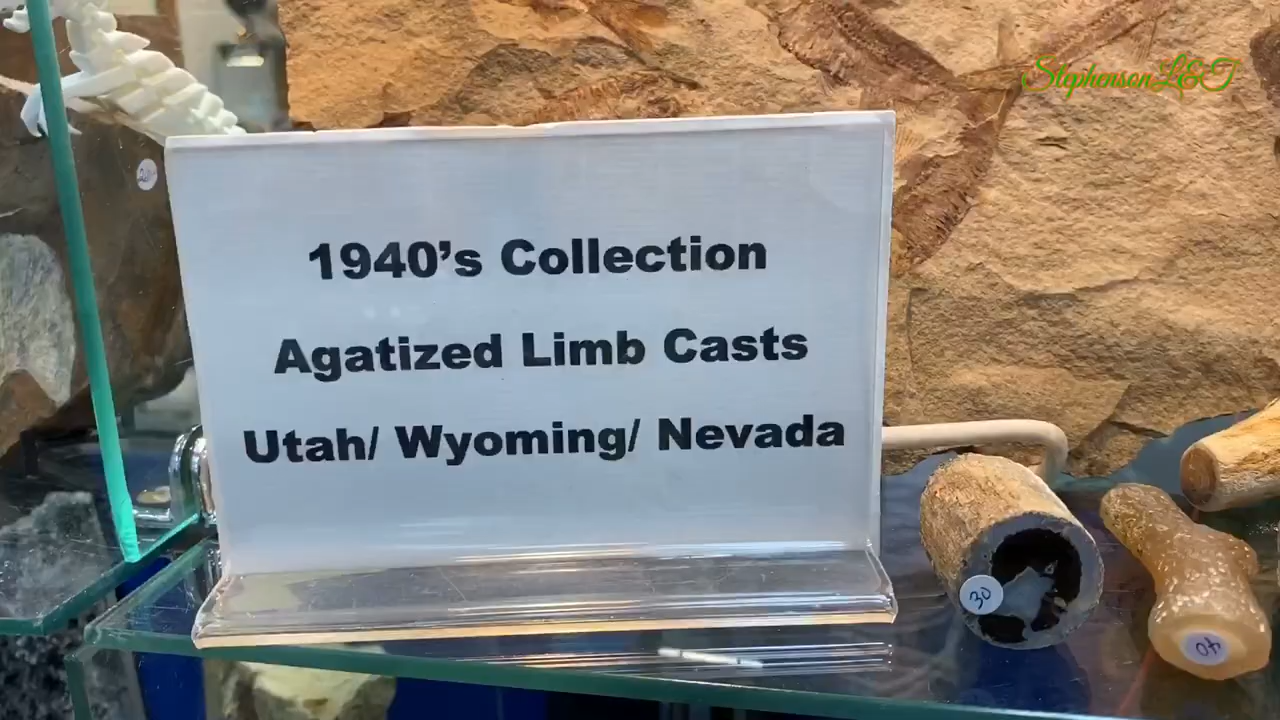 StephensonLET
1940’s Collection
Agatized Limb Casts
Utah/ Wyoming/ Nevada
30
40